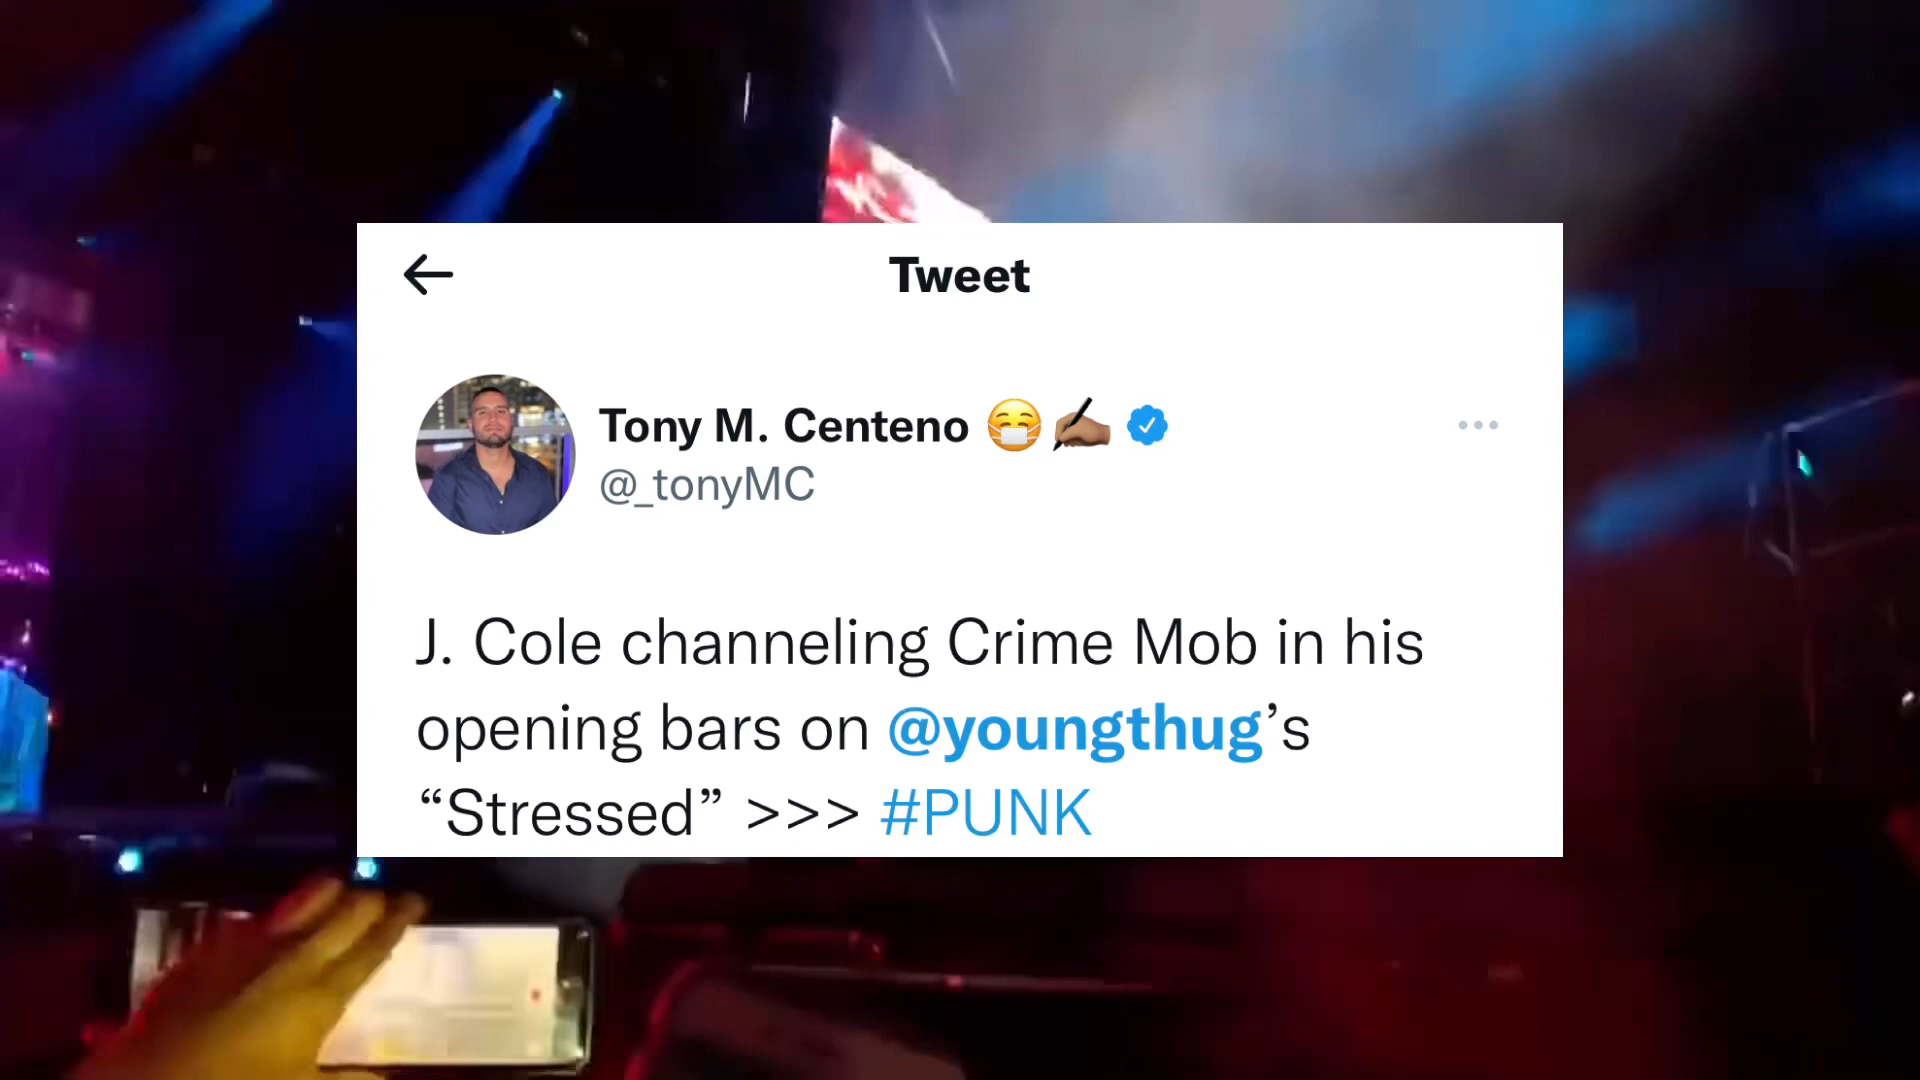 Tweet
Tony M. Centeno 😷✍🏽
@_tonyMC
J. Cole channeling Crime Mob in his
opening bars on @youngthug’s
“Stressed” >>> #PUNK